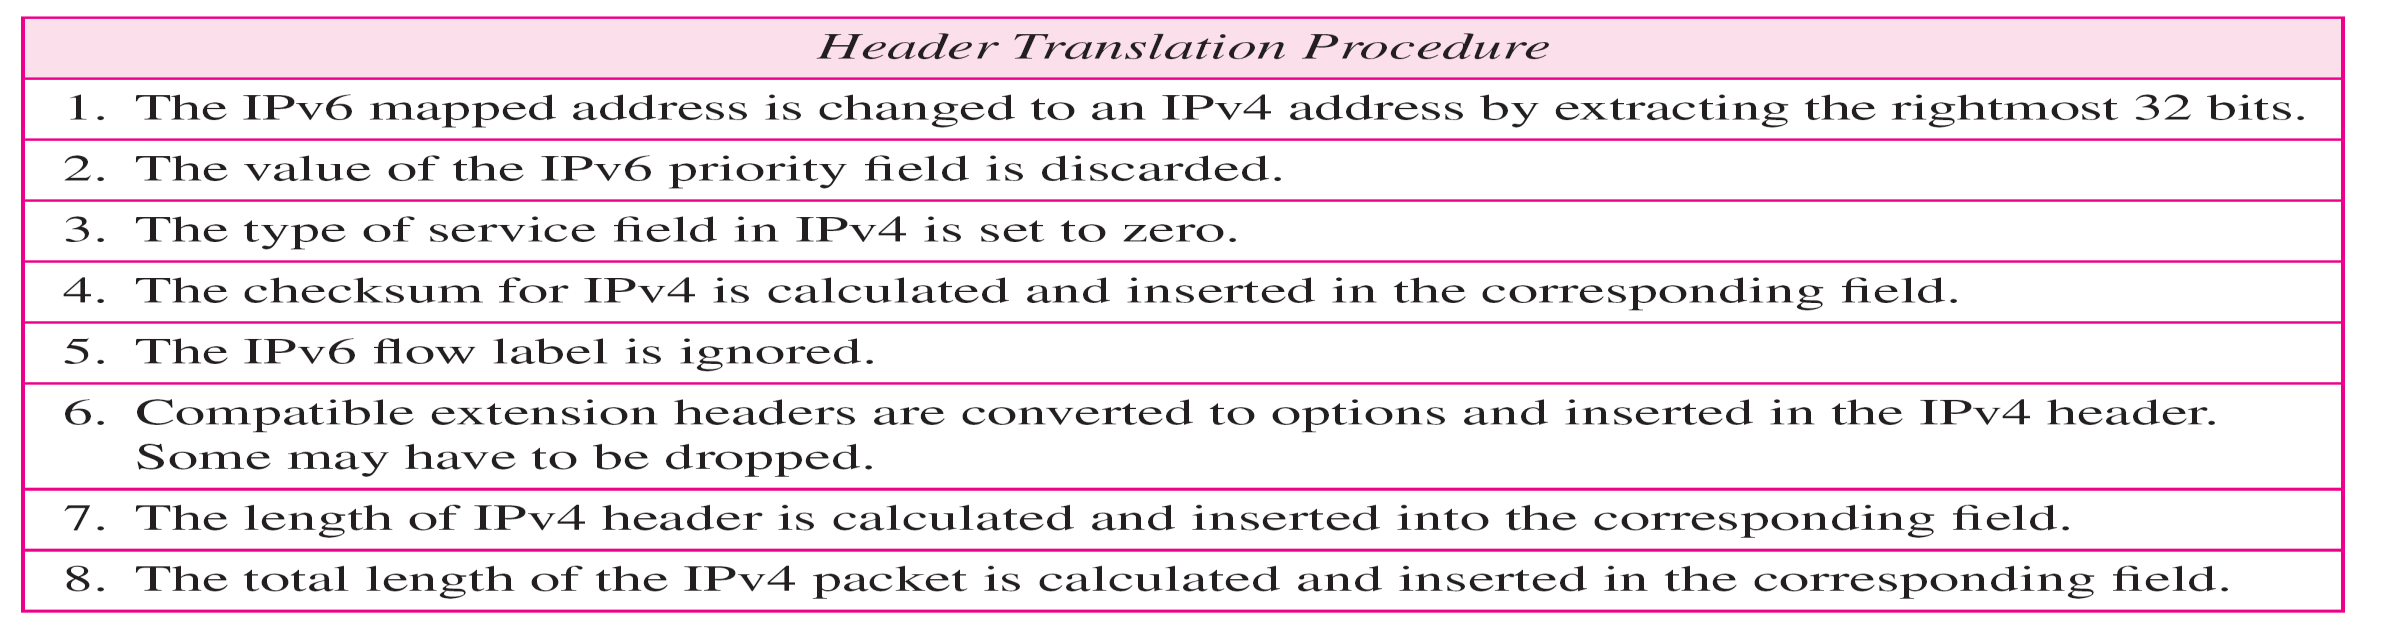 Header Translation Procedure
1. The IPv6 mapped address is changed to an IPv4 address by extracting the rightmost 32 bits.
2. The value of the IPv6 priority field is discarded.
3. The type of service field in IPv4 is set to zero.
4. The checksum for IPv4 is calculated and inserted in the corresponding field.
5. The IPv6 flow label is ignored.
6. Compatible extension headers are converted to options and inserted in the IPv4 header.
Some may have to be dropped.
7. The length of IPv4 header is calculated and inserted into the corresponding field.
8. The total length of the IPv4 packet is calculated and inserted in the corresponding field.